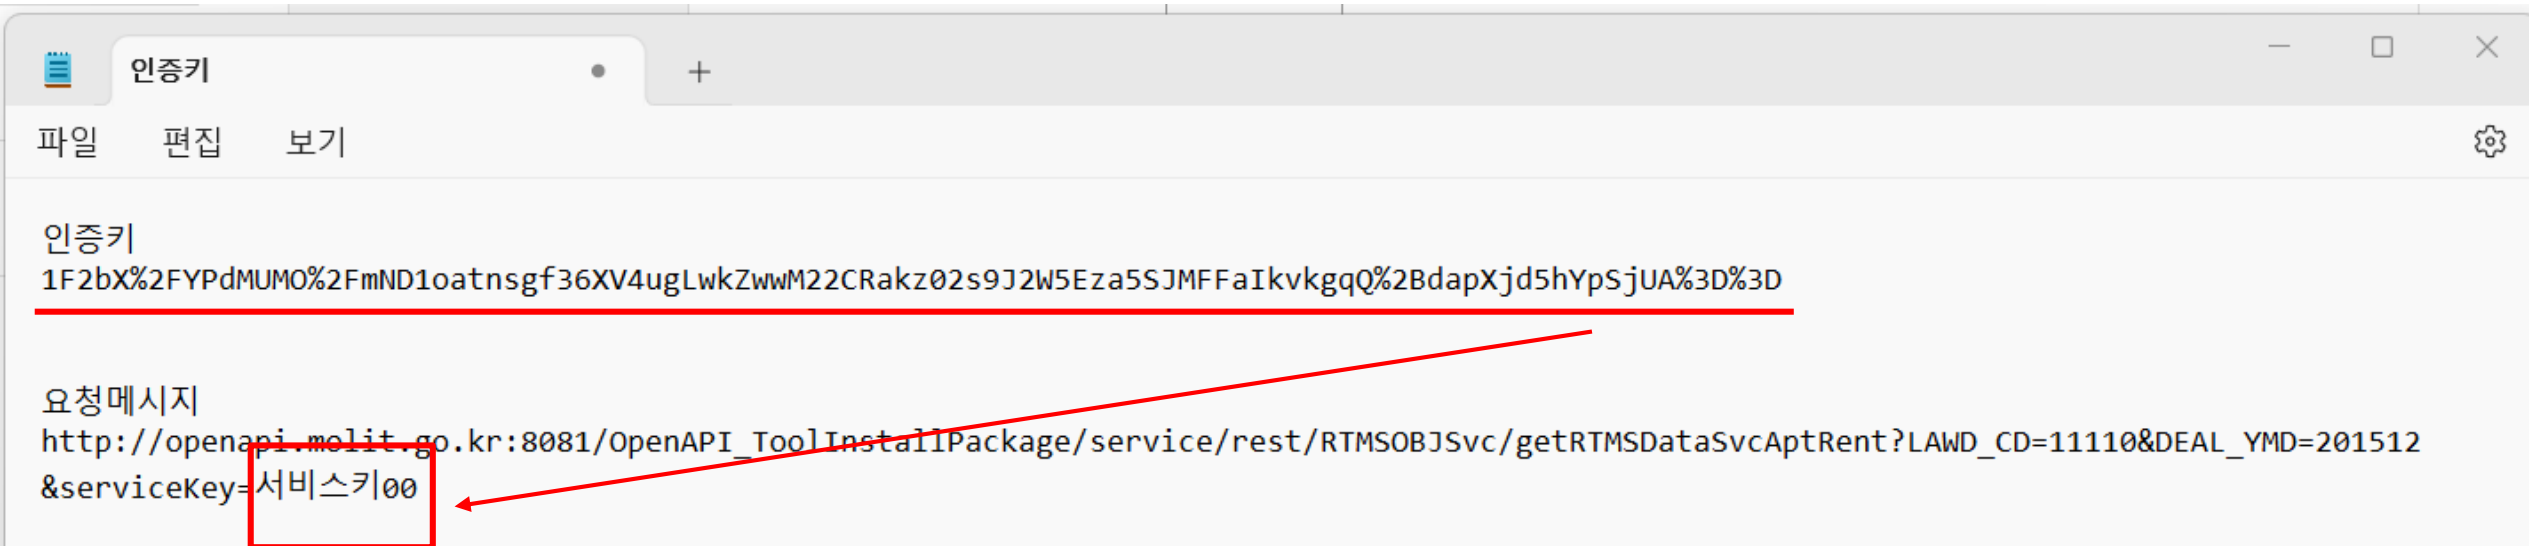 인증키
파일 편집 보기
인증키
1F2bX%2FYPdMUMO%2FmND1oatnsgf36XV4ugLwkZwwM22CRakz02s9J2W5Eza5SJMFFaIkvkgqQ%2BdapXjd5hYpSjUA%3D%3D
요청메시지
http://openapi.molit.go.kr:8081/OpenAPI_ToolInstallPackage/service/rest/RTMSOBJSvc/getRTMSDataSvcAptRent?LAWD_CD=11110&DEAL_YMD=201512
&serviceKey=서비스키00